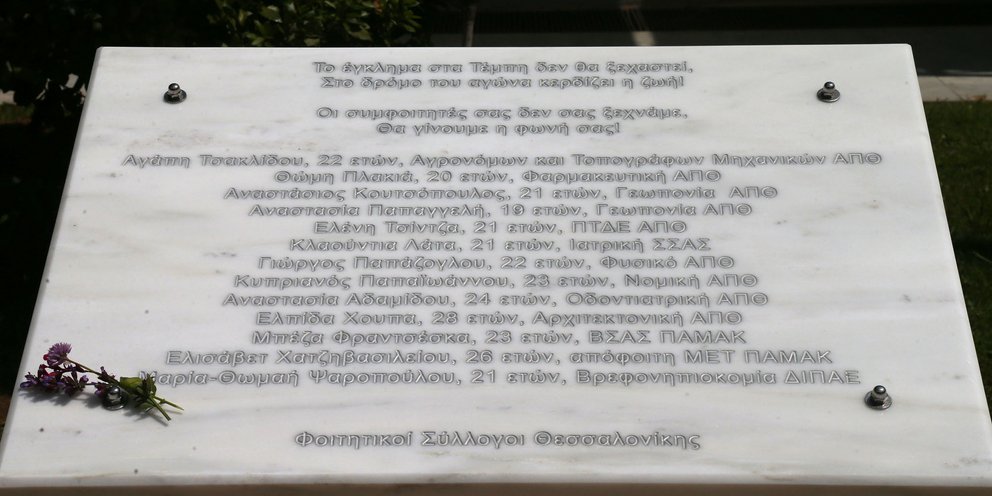 Το έγκλημα στα Τέμπη δεν θα ξεχαστεί,
Στο δρόμο του αγώνα κερδίζει η ζωή!
Οι συμφοιτητές σας δεν σας ξεχνάμε,
Θα γίνουμε η φωνή σας!
Αγάπη Τσακλίδου, 22 ετών, Αγρονόμων και Τοπογράφων Μηχανικών ΑΠΘ
Θώμη Πλακιά, 20 ετών, Φαρμακευτική ΑΠΘ
Αναστάσιος Κουτσόπουλος, 21 ετών, Γεωπονία ΑΠΘ
Αναστασία Παπαγγελή, 19 ετών, Γεωπονία ΑΠΘ
Ελένη Τσίντζα, 21 ετών, ΠΤΔΕ ΑΠΘ
Κλαούντια Λάτα, 21 ετών, Ιατρική ΣΣΑΣ
Γιώργος Παπάζογλου, 22 ετών, Φυσικό ΑΠΘ
Κυπριανός Παπαϊωάννου, 23 ετών, Νομική ΑΠΘ
Αναστασία Αδαμίδου, 24 ετών, Οδοντιατρική ΑΠΘ
Ελπίδα Χούπα, 28 ετών, Αρχιτεκτονική ΑΠΘ
Μπέζα Φραντσέσκα, 23 ετών, ΒΣΑΣ ΠΑΜΑΚ
Ελισάβετ Χατζηβασιλείου, 26 ετών, απόφοιτη ΜΕΤ ΠΑΜΑΚ
Μαρία-Θωμαή Ψαροπούλου, 21 ετών, Βρεφονηπιοκομία ΔΙΠΑΕ
Φοιτητικοί Σύλλογοι Θεσσαλονίκης